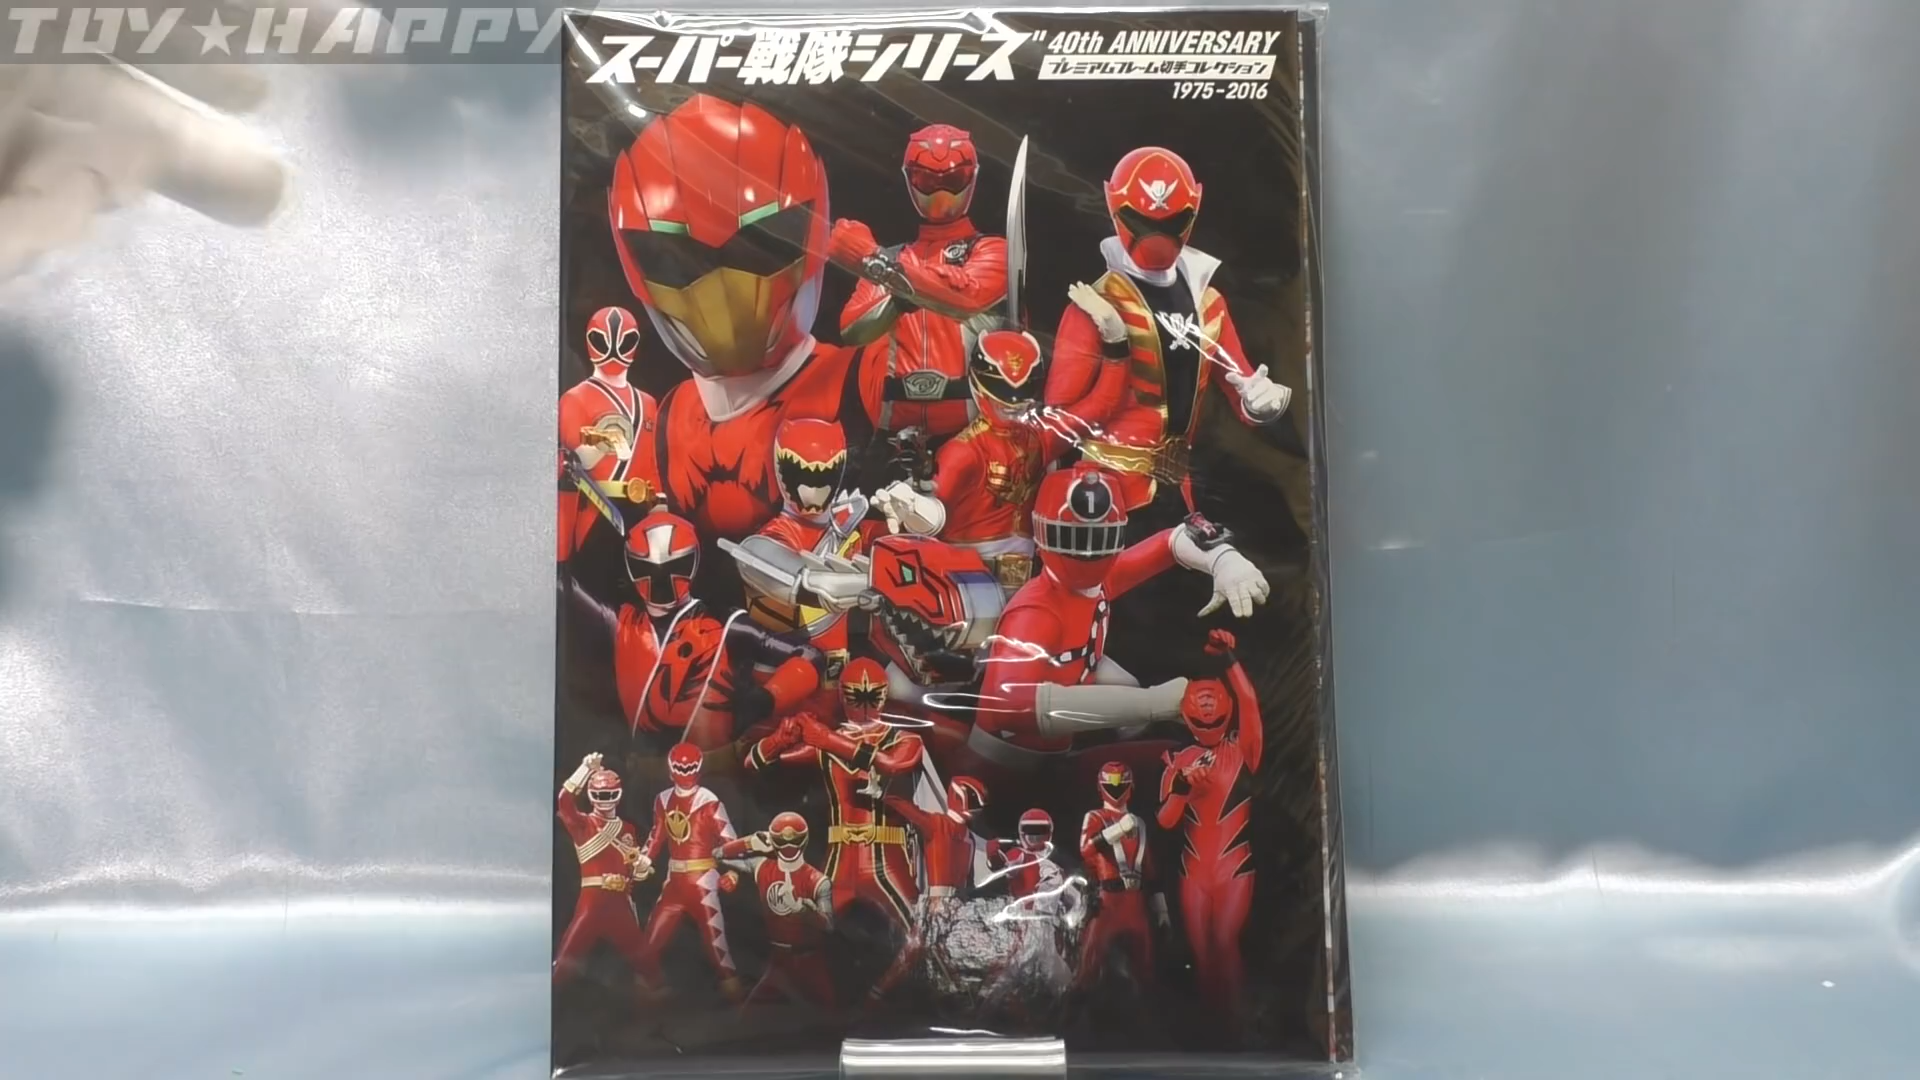 TOY★HAPPY
スーパー戦隊シリーズ" 40th ANNIVERSARY
プレミアムフレーム切手コレクション
1975-2016
1